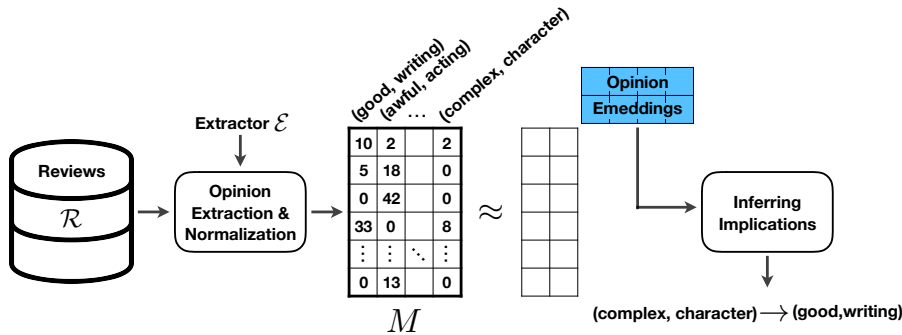 (good, writing)
(awful, acting)
...
(complex, character)
Opinion
Emeddings
Extractor ℰ
10 2 2
Reviews
5 18 0
ℛ
Opinion
Extraction &
Normalization
0 42 0
≈
Inferring
Implications
33 0 8
⋮ ⋮ ⋱ ⋮
0 13 0
M
(complex, character) → (good,writing)